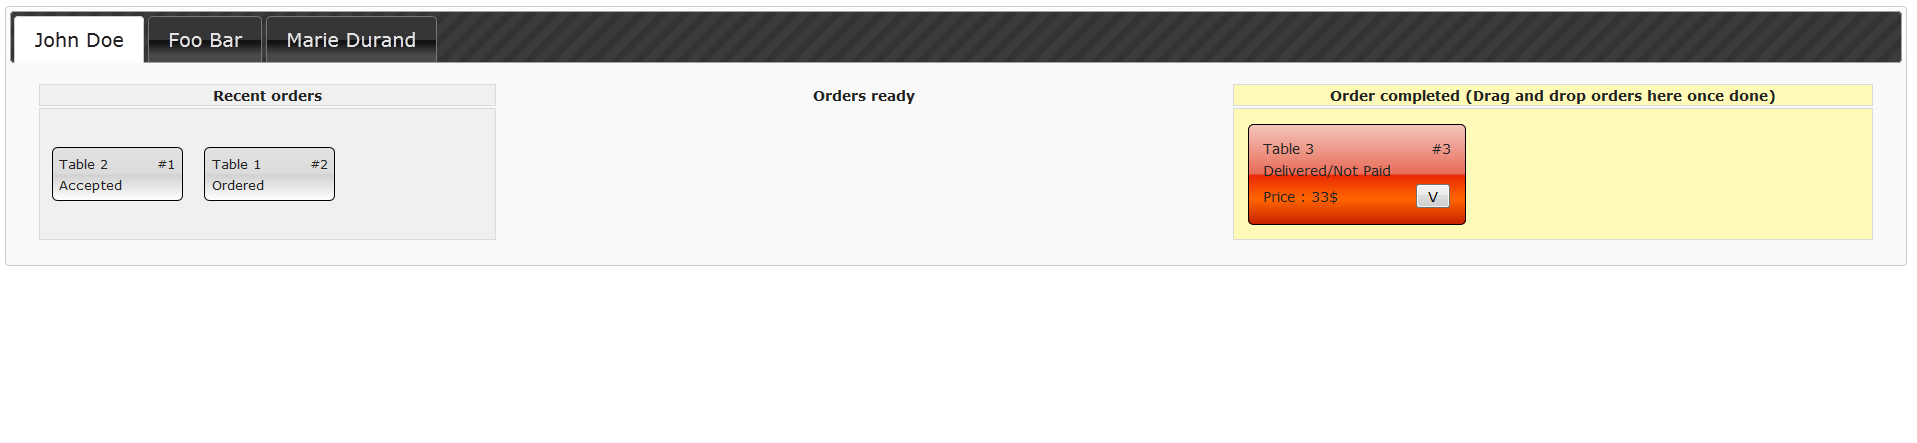 John Doe
Foo Bar
Marie Durand
Recent orders
Orders ready
Order completed (Drag and drop orders here once done)
Table 2 #1
Accepted
Table 1 #2
Ordered
Table 3 #3
Delivered/Not Paid
Price : 33$ V